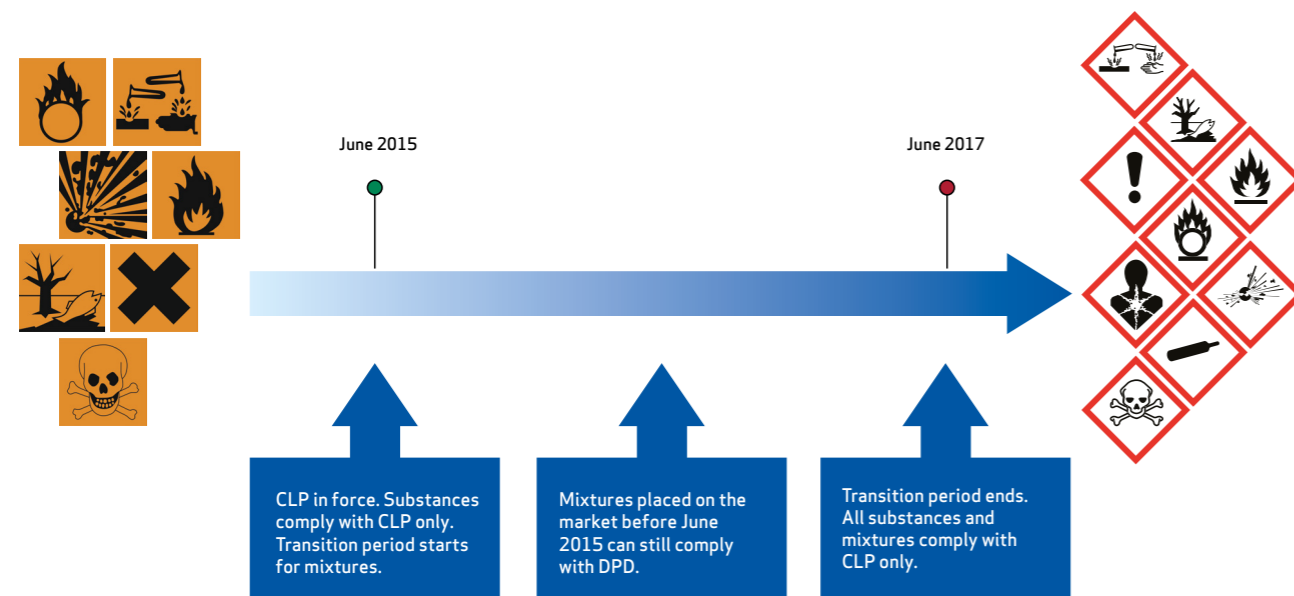 June 2015
June 2017
CLP in force. Substances
comply with CLP only.
Transition period starts
for mixtures.
Mixtures placed on the
market before June
2015 can still comply
with DPD.
Transition period ends.
All substances and
mixtures comply with
CLP only.